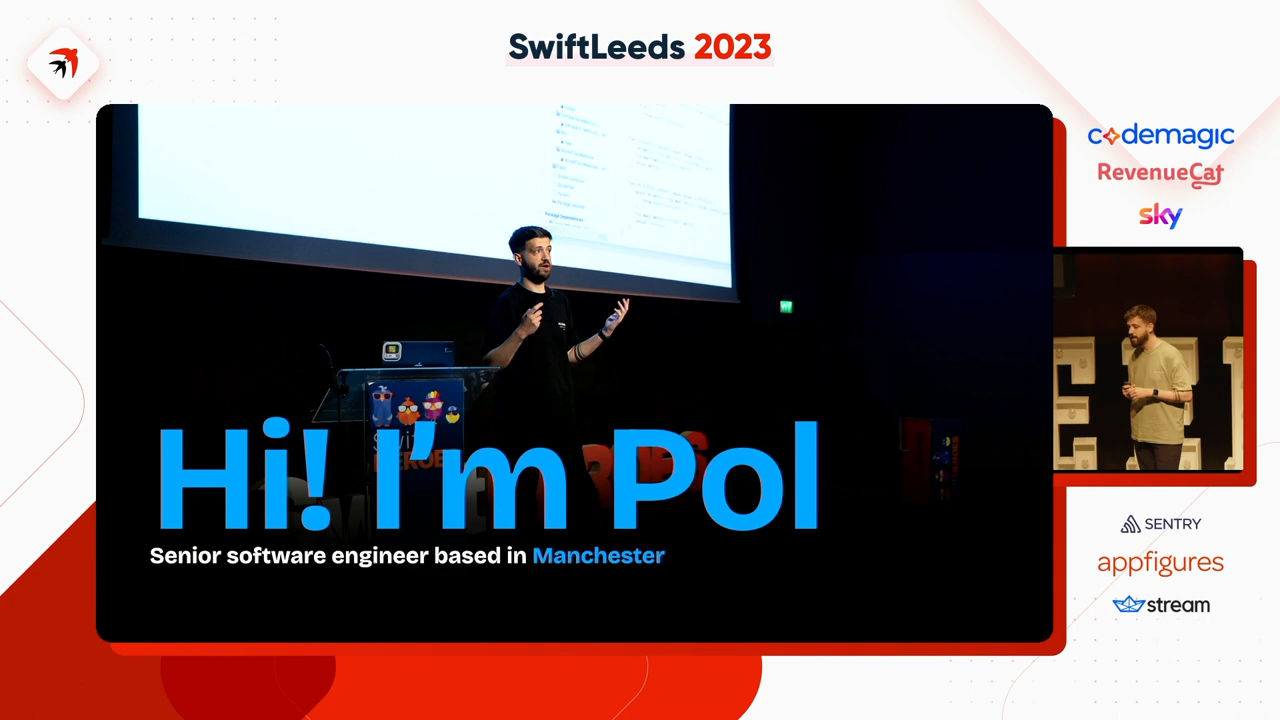 SwiftLeeds 2023
codemagic
RevenueCat
sky
Hi! I'm Pol
Senior software engineer based in Manchester
SENTRY
appfigures
stream